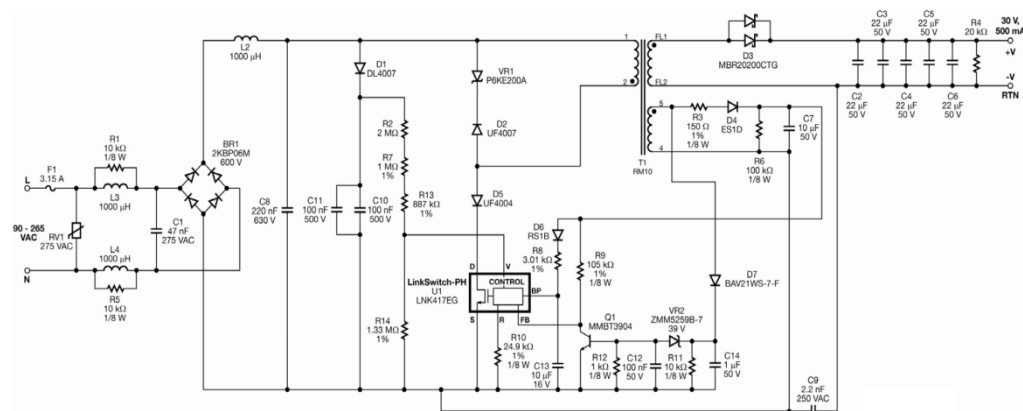 L2
1000 µH
D1
DL4007
VR1
P6KE200A
D2
UF4007
D5
UF4004
R2
2 MΩ
R7
1 MΩ
1%
R13
887 kΩ
1%
C11
100 nF
500 V
C10
100 nF
500 V
C8
220 nF
630 V
R14
1.33 MΩ
1%
F1
3.15 A
L
90 - 265
VAC
N
RV1
275 VAC
R1
10 kΩ
1/8 W
L3
1000 µH
L4
1000 µH
R5
10 kΩ
1/8 W
C1
47 nF
275 VAC
BR1
2KBP06M
600 V
LinkSwitch-PH
U1
LNK417EG
D
V
CONTROL
BP
S
R
FB
R10
24.9 kΩ
1%
1/8 W
C13
10 µF
16 V
D6
RS1B
R8
3.01 kΩ
1%
R9
105 kΩ
1%
1/8 W
Q1
MMBT3904
R12
1 kΩ
1/8 W
C12
100 nF
50 V
VR2
ZMM5259B-7
39 V
R11
10 kΩ
1/8 W
C14
1 µF
50 V
D7
BAV21WS-7-F
C9
2.2 nF
250 VAC
1
2
FL1
FL2
5
4
T1
RM10
R3
150 Ω
1%
1/8 W
D4
ES1D
R6
100 kΩ
1/8 W
C7
10 µF
50 V
D3
MBR20200CTG
C3
22 µF
50 V
C5
22 µF
50 V
R4
20 kΩ
C2
22 µF
50 V
C4
22 µF
50 V
C6
22 µF
50 V
30 V,
500 mA
+V
-V
RTN